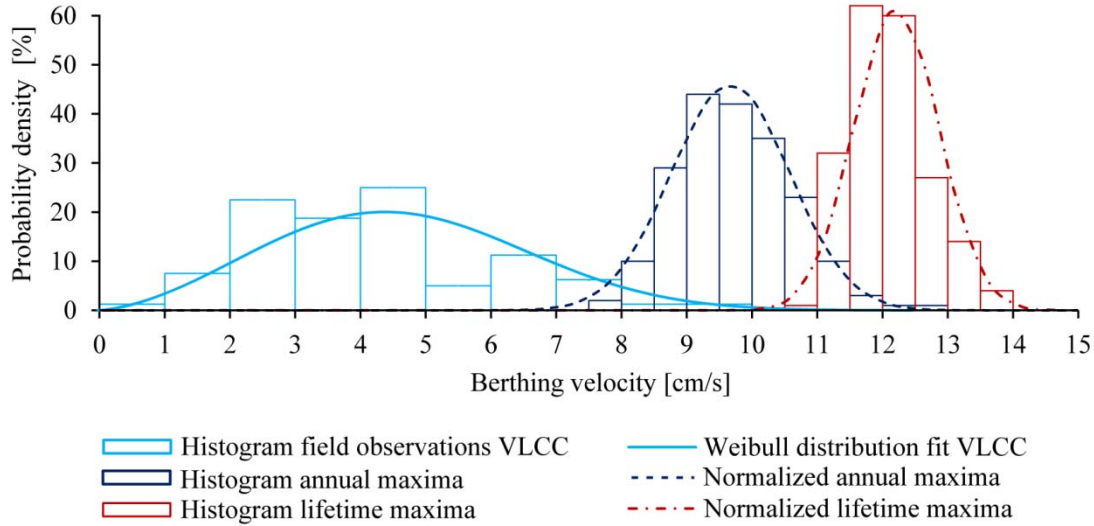 Probability density [%]
60
50
40
30
20
10
0
0 1 2 3 4 5 6 7 8 9 10 11 12 13 14 15
Berthing velocity [cm/s]
Histogram field observations VLCC
Weibull distribution fit VLCC
Histogram annual maxima
Normalized annual maxima
Histogram lifetime maxima
Normalized lifetime maxima